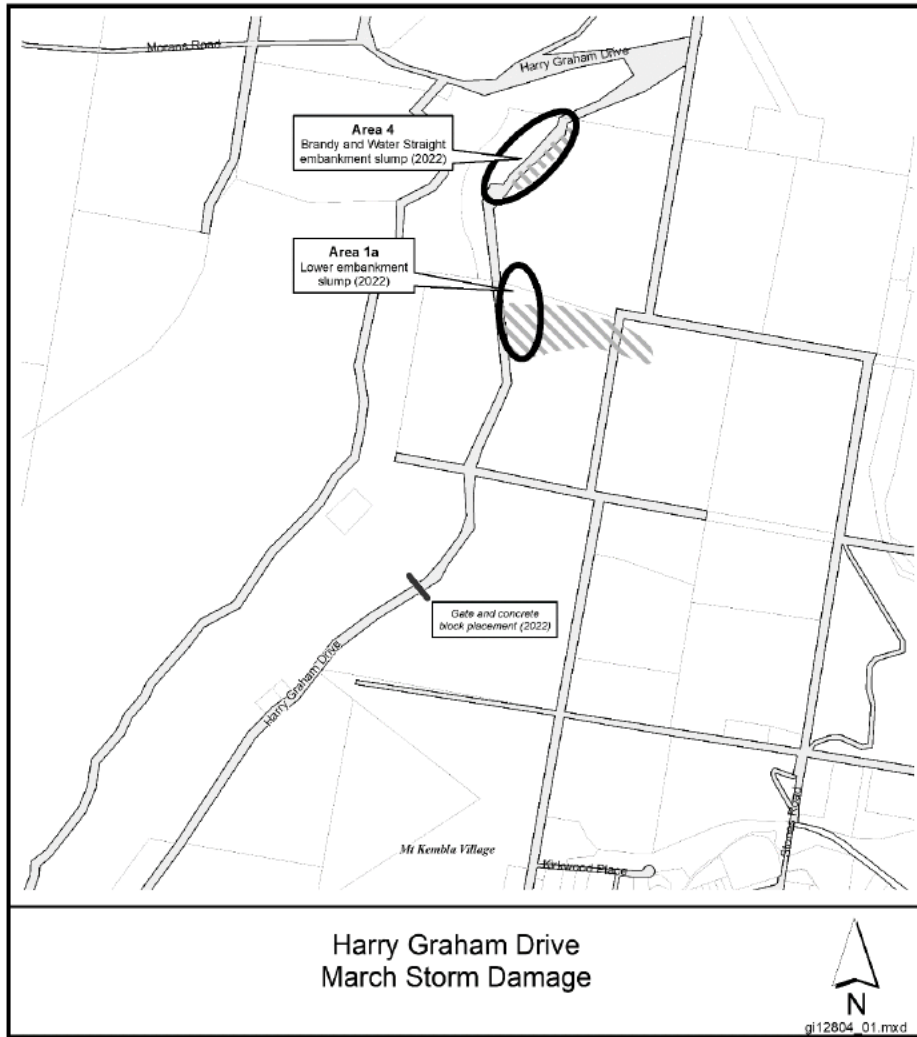 Morans Road
Harry Graham Drive
Area 4
Brandy and Water Straight
embankment slump (2022)
Area 1a
Lower embankment
slump (2022)
Gate and concrete
block placement (2022)
Harry Graham Drive
Mt Kembla Village
Kirkwood Place
Stones Road
Harry Graham Drive
March Storm Damage
N
gi12804_01.mxd